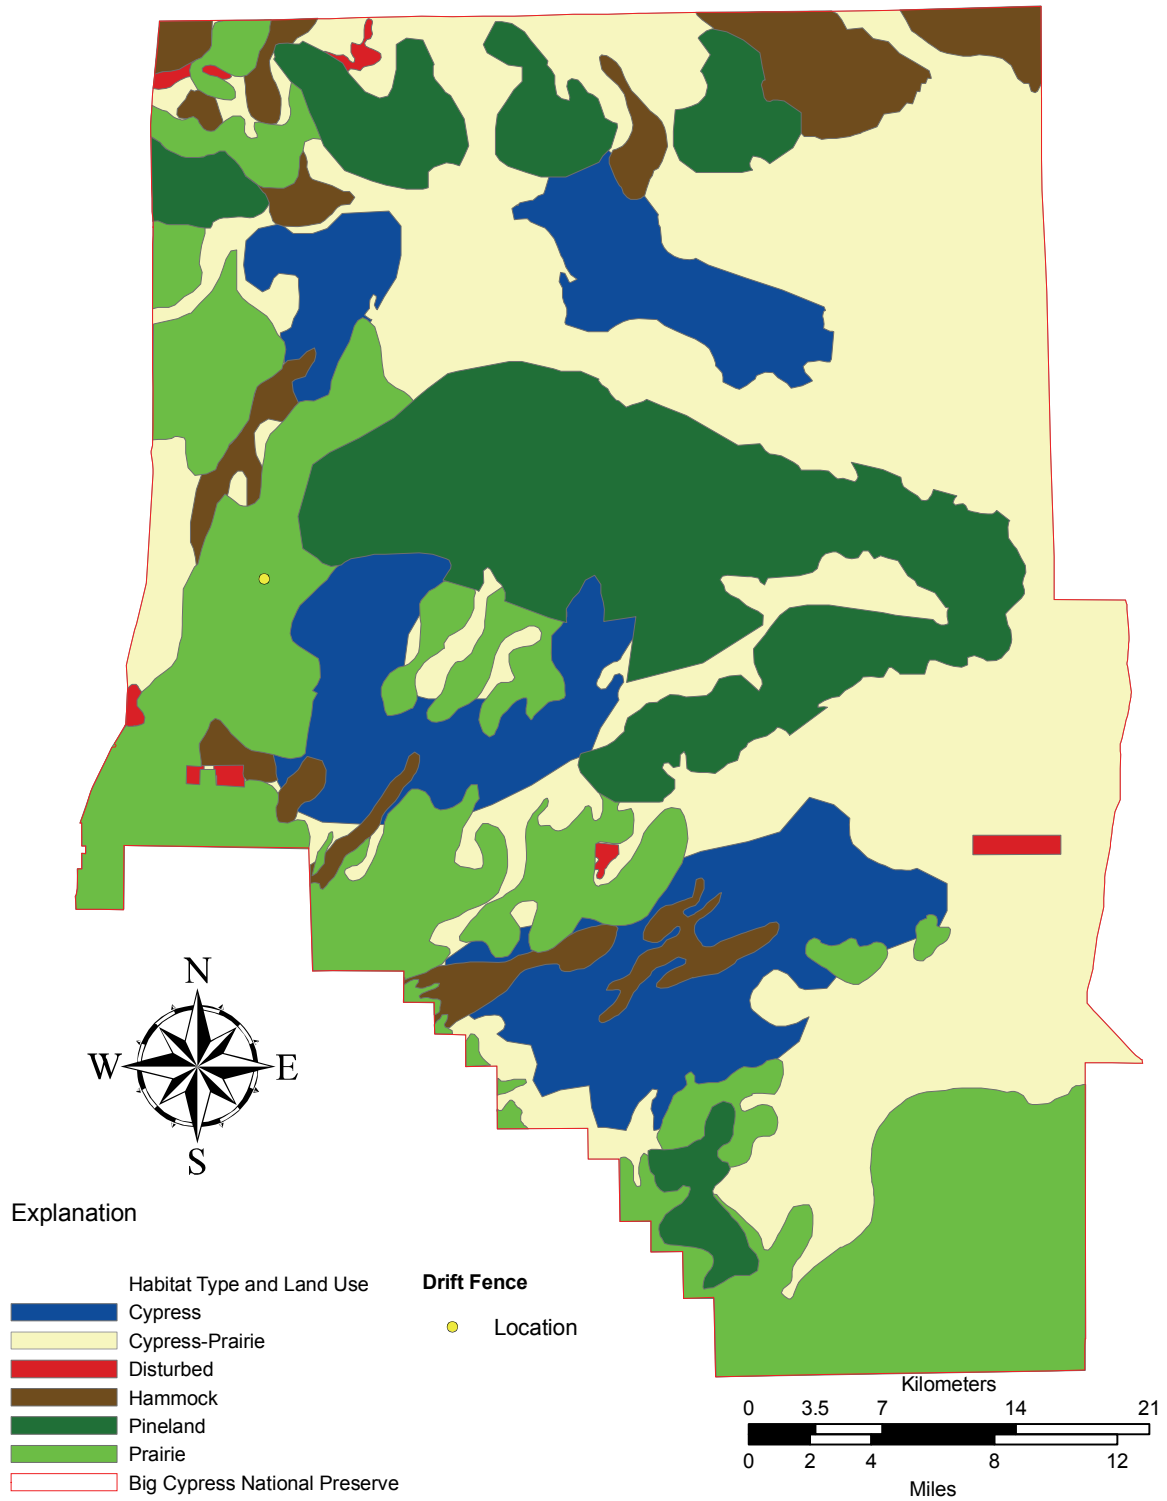 N
W E
S
Explanation
Habitat Type and Land Use
Cypress
Cypress-Prairie
Disturbed
Hammock
Pineland
Prairie
Big Cypress National Preserve
Drift Fence
Location
Kilometers
0 3.5 7 14 21
0 2 4 8 12
Miles